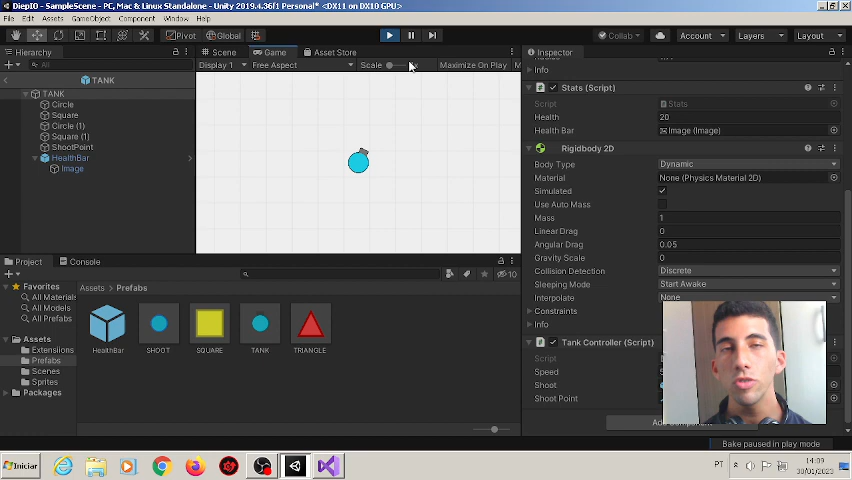 DiepIO - SampleScene - PC, Mac & Linux Standalone - Unity 2019.4.36f1 Personal* <DX11 on DX10 GPU>
File Edit Assets GameObject Component Window Help
Pivot Global Collab Account Layers Layout
Hierarchy
All
TANK
TANK
Circle
Square
Circle (1)
Square (1)
ShootPoint
HealthBar
Image
Scene Game Asset Store
Display 1 Free Aspect Scale Maximize On Play M
Inspector
Info
Stats (Script)
Script Stats
Health 20
Health Bar Image (Image)
Rigidbody 2D
Body Type Dynamic
Material None (Physics Material 2D)
Simulated
Use Auto Mass
Mass 1
Linear Drag 0
Angular Drag 0.05
Gravity Scale 0
Collision Detection Discrete
Sleeping Mode Start Awake
Interpolate None
Constraints
Info
Tank Controller (Script)
Script
Speed 5
Shoot
Shoot Point
Bake paused in play mode
Project Console
10
Favorites
All Materials
All Models
All Prefabs
Assets
Extensiions
Prefabs
Scenes
Sprites
Packages
Assets > Prefabs
HealthBar SHOOT SQUARE TANK TRIANGLE
Iniciar
PT
14:09
30/01/2023